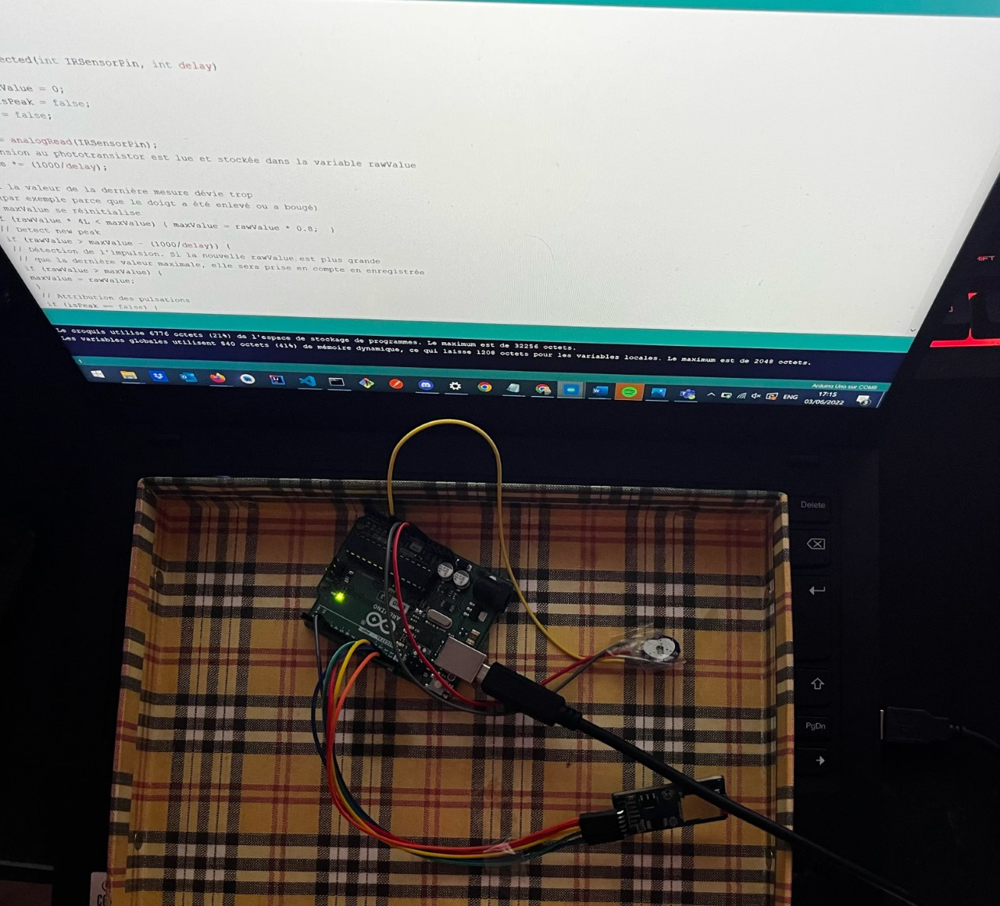 ected(int IRSensorPin, int delay)
Value = 0;
sPeak = false;
= false;
= analogRead(IRSensorPin);
nsion au phototransistor est lue et stockée dans la variable rawValue
e *= (1000/delay);
la valeur de la dernière mesure dévie trop
(par exemple parce que le doigt a été enlevé ou a bougé)
maxValue se réinitialise
f (rawValue * 4L < maxValue) { maxValue = rawValue * 0.8; }
// Detect new peak
if (rawValue > maxValue - (1000/delay)) {
// Détection de l'impulsion. Si la nouvelle rawValue est plus grande
// que la dernière valeur maximale, elle sera prise en compte en enregistrée
if (rawValue > maxValue) {
maxValue = rawValue;
}
// Attribution des pulsations
if (isPeak == false) {
Le croquis utilise 6776 octets (21%) de l'espace de stockage de programmes. Le maximum est de 32256 octets.
Les variables globales utilisent 840 octets (41%) de mémoire dynamique, ce qui laisse 1208 octets pour les variables locales. Le maximum est de 2048 octets.
1
Arduino Uno sur COM8
ENG
17:15
03/06/2022
3
Delete
PgDn
UNO
ARDUINO